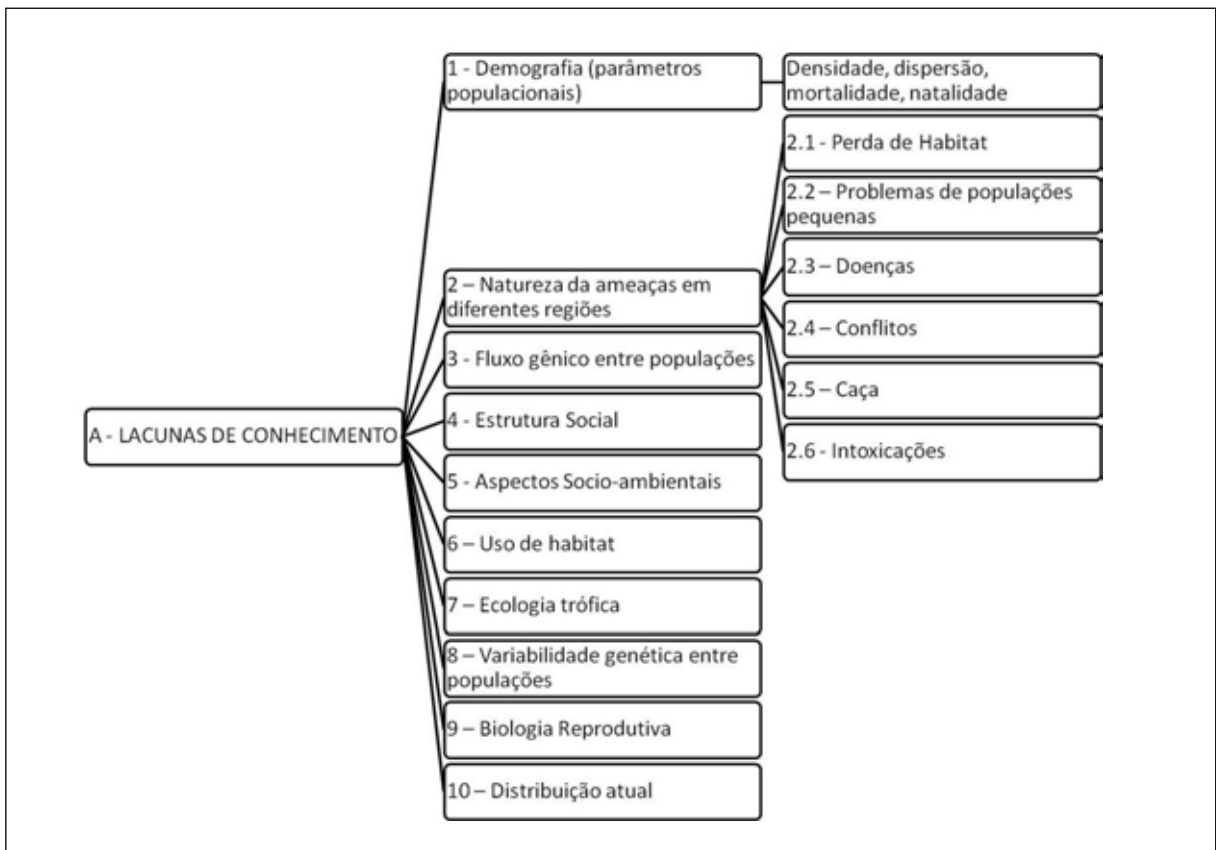 1 - Demografia (parâmetros
populacionais)
Densidade, dispersão,
mortalidade, natalidade
2.1 - Perda de Habitat
2.2 – Problemas de populações
pequenas
2.3 – Doenças
2 – Natureza da ameaças em
diferentes regiões
2.4 – Conflitos
3 - Fluxo gênico entre populações
2.5 – Caça
4 - Estrutura Social
A - LACUNAS DE CONHECIMENTO
2.6 - Intoxicações
5 - Aspectos Socio-ambientais
6 – Uso de habitat
7 – Ecologia trófica
8 – Variabilidade genética entre
populações
9 – Biologia Reprodutiva
10 – Distribuição atual